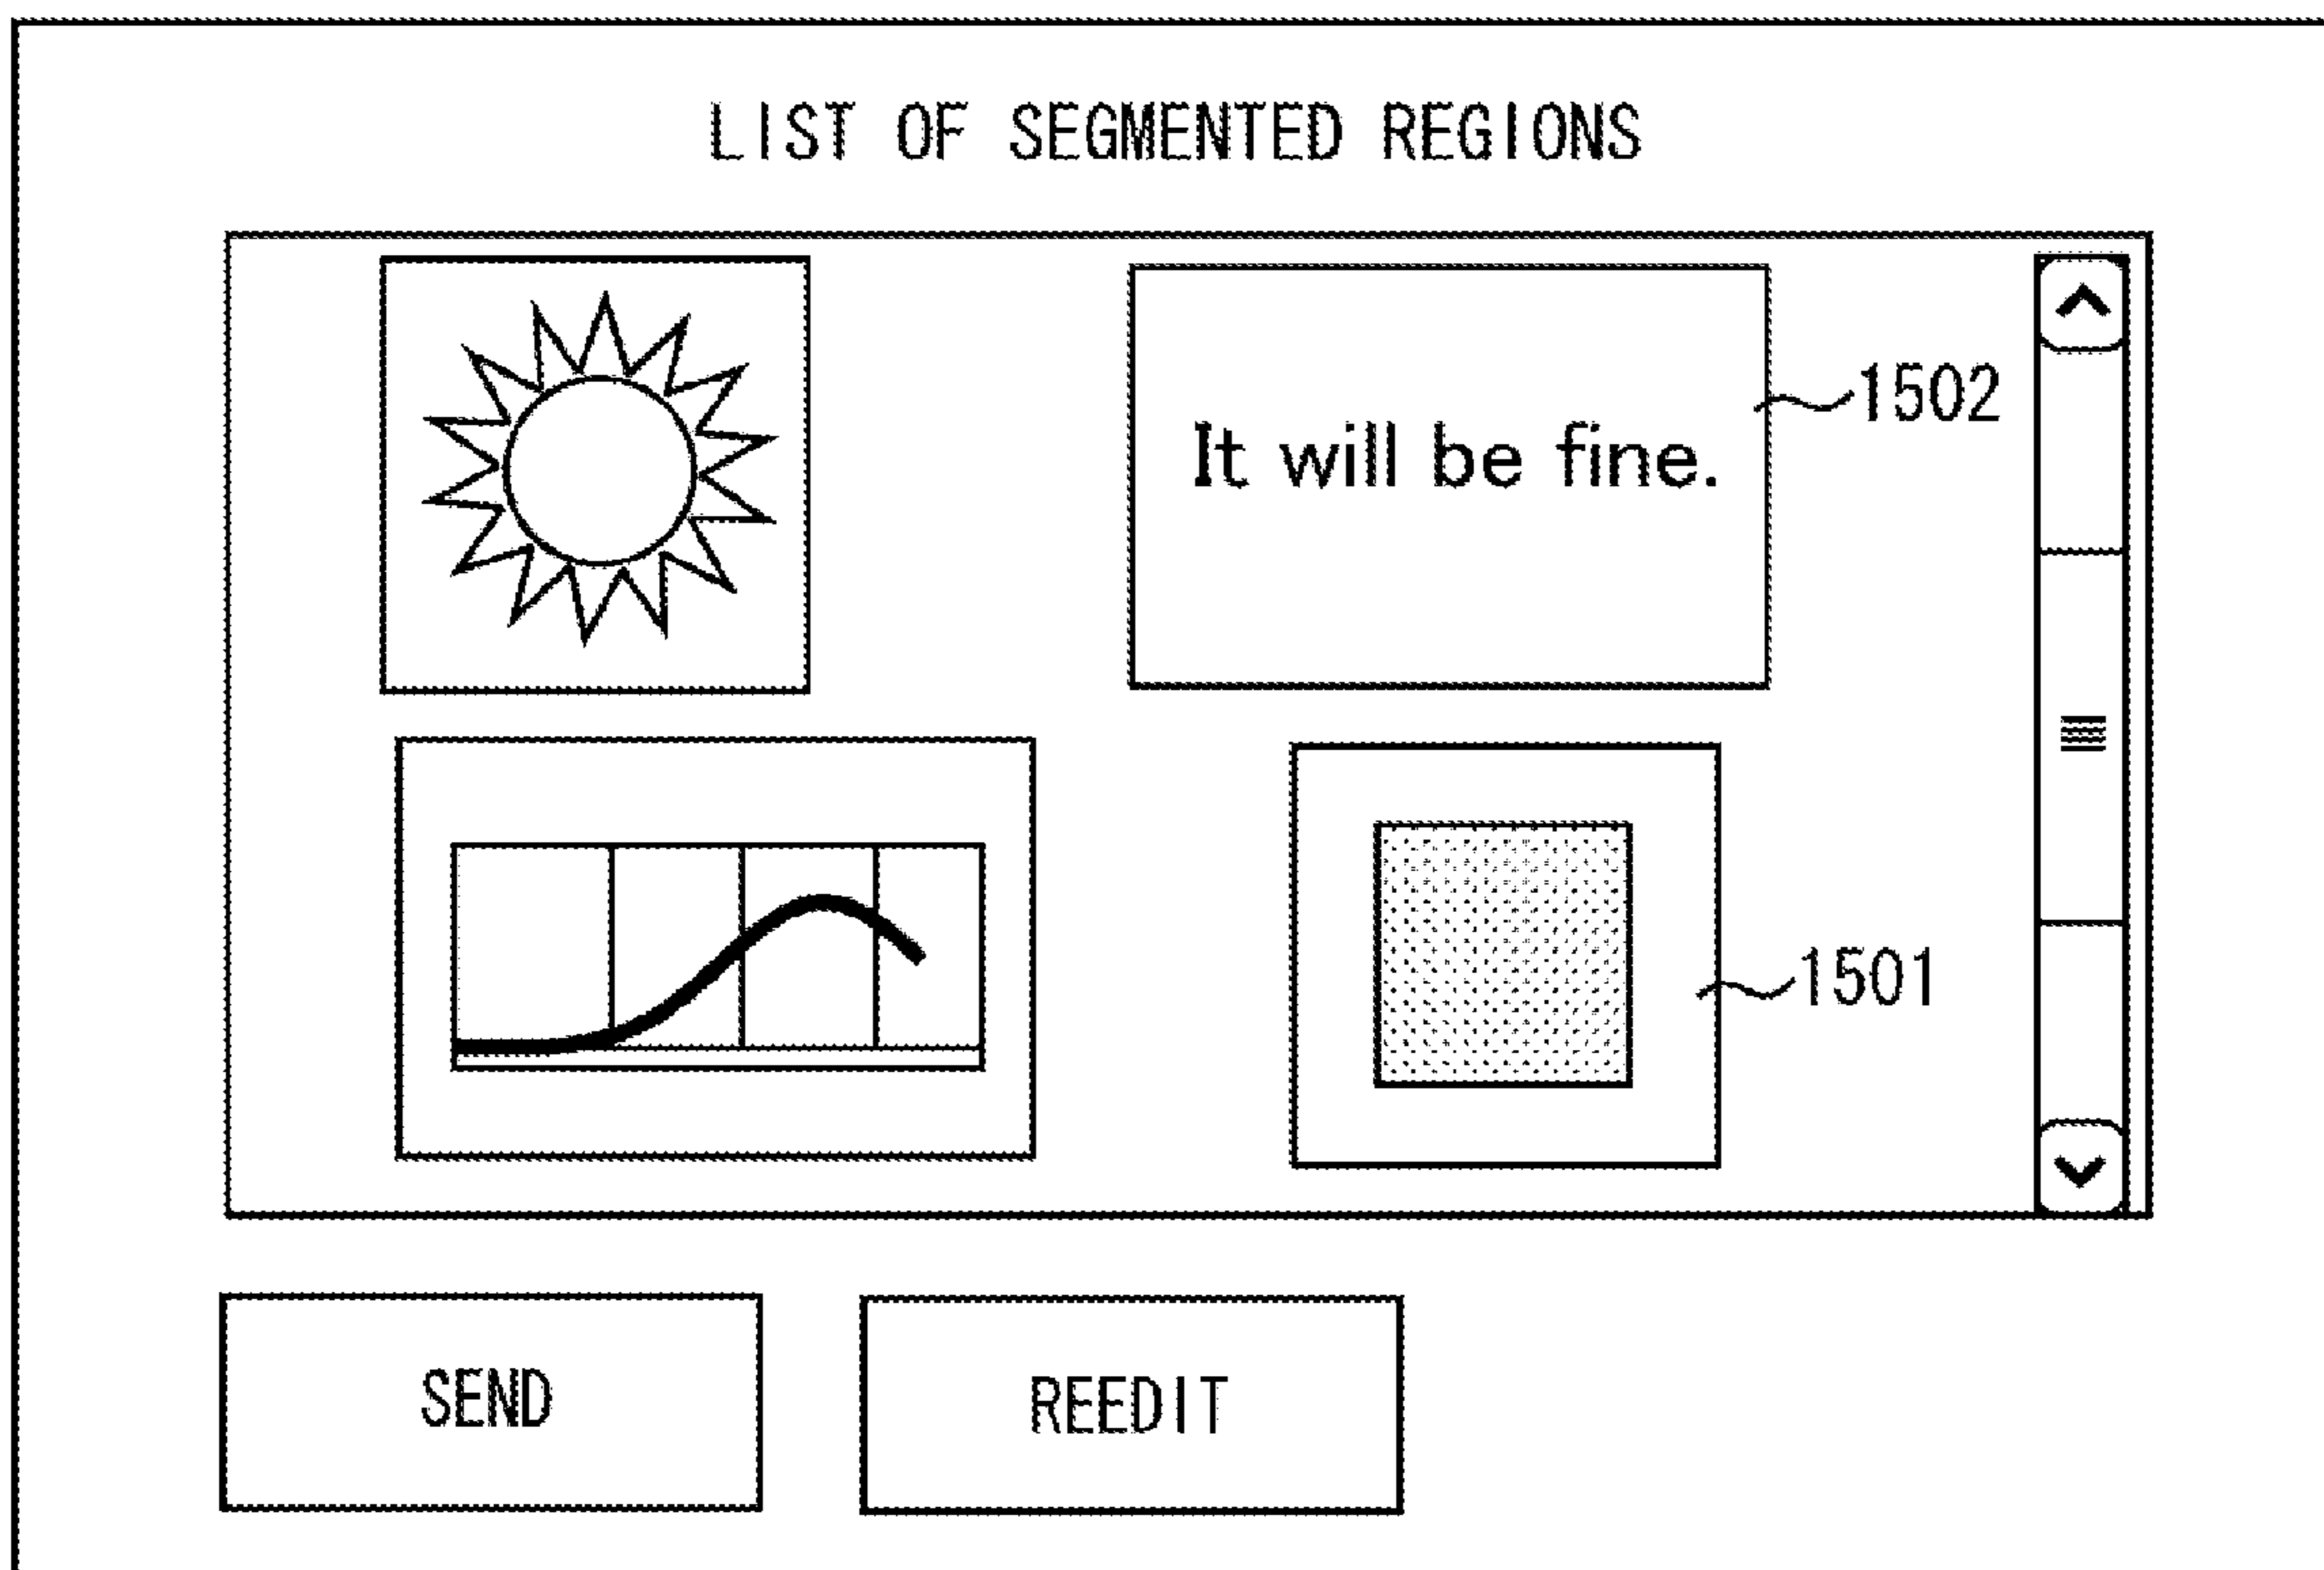 LIST OF SEGMENTED REGIONS
1502
It will be fine.
1501
SEND
REEDIT